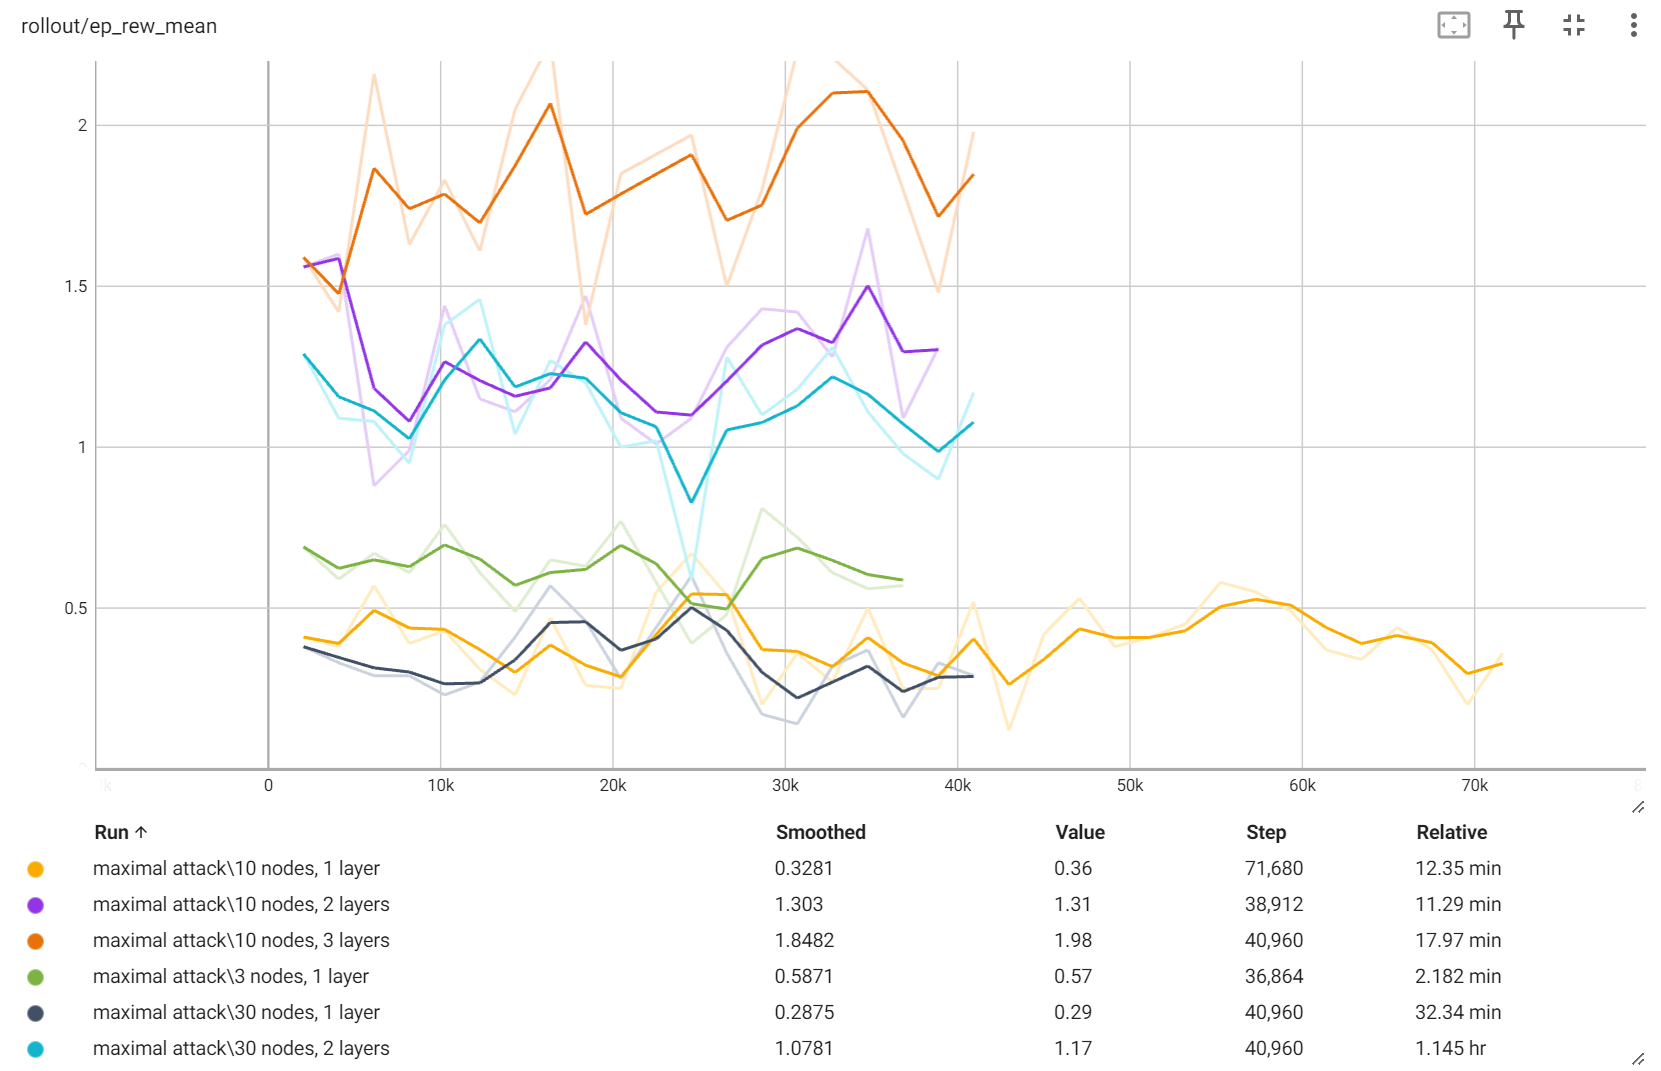 rollout/ep_rew_mean
2
1.5
1
0.5
0 10k 20k 30k 40k 50k 60k 70k
Run Smoothed Value Step Relative
maximal attack\10 nodes, 1 layer 0.3281 0.36 71,680 12.35 min
maximal attack\10 nodes, 2 layers 1.303 1.31 38,912 11.29 min
maximal attack\10 nodes, 3 layers 1.8482 1.98 40,960 17.97 min
maximal attack\3 nodes, 1 layer 0.5871 0.57 36,864 2.182 min
maximal attack\30 nodes, 1 layer 0.2875 0.29 40,960 32.34 min
maximal attack\30 nodes, 2 layers 1.0781 1.17 40,960 1.145 hr